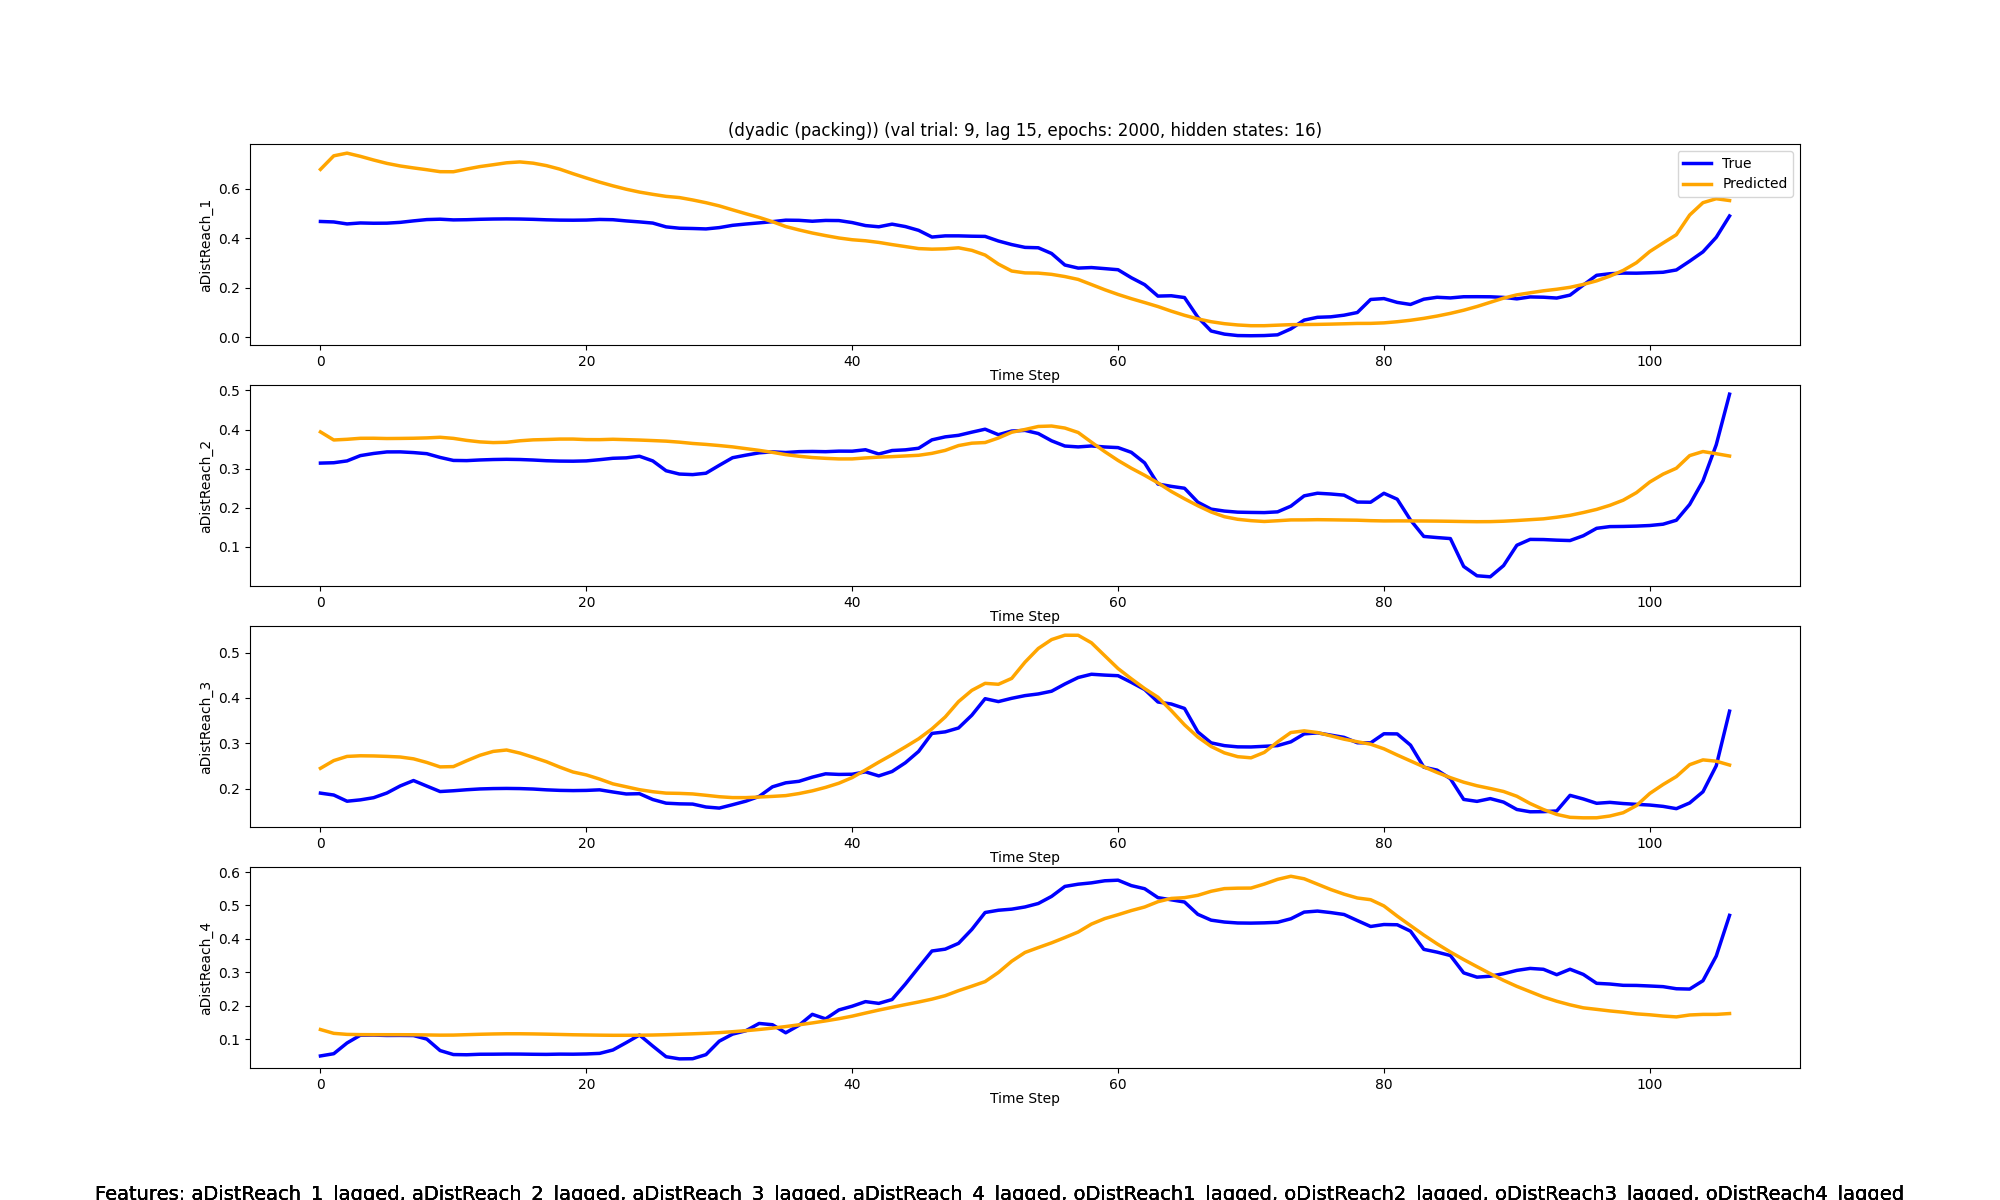 (dyadic (packing)) (val trial: 9, lag 15, epochs: 2000, hidden states: 16)
True
Predicted
aDistReach_1
0.6
0.4
0.2
0.0
0 20 40 60 80 100
Time Step
aDistReach_2
0.5
0.4
0.3
0.2
0.1
0 20 40 60 80 100
Time Step
aDistReach_3
0.5
0.4
0.3
0.2
0 20 40 60 80 100
Time Step
aDistReach_4
0.6
0.5
0.4
0.3
0.2
0.1
0 20 40 60 80 100
Time Step
Features: aDistReach_1_lagged, aDistReach_2_lagged, aDistReach_3_lagged, aDistReach_4_lagged, oDistReach1_lagged, oDistReach2_lagged, oDistReach3_lagged, oDistReach4_lagged